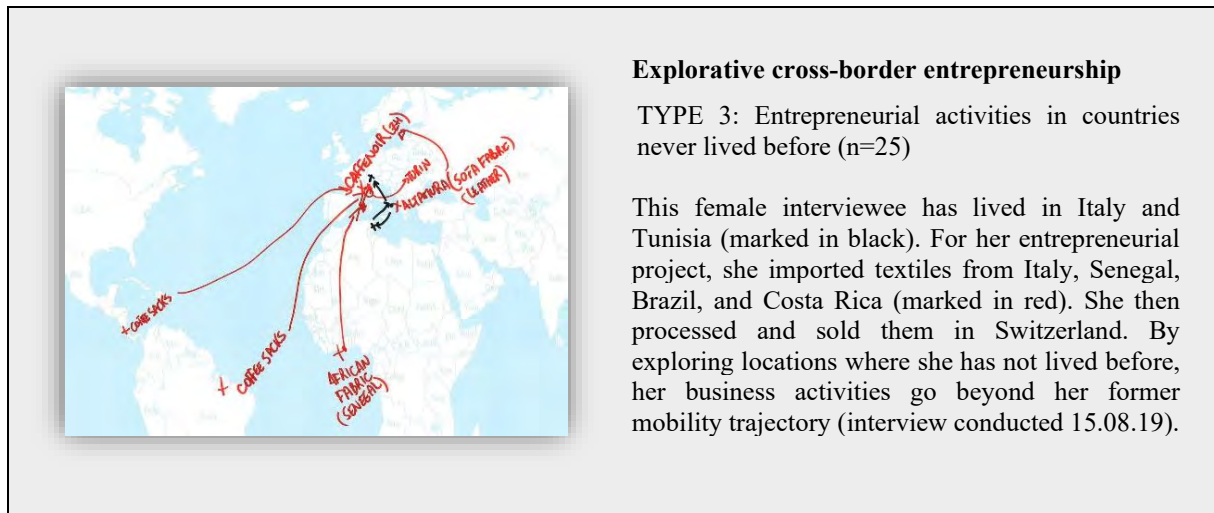 SCAFFENOIR (ZH)
TURIN
ALTAMURA (SOFA FABRIC)
(LEATHER)
+ COFFEE SACKS
COFFEE SACKS
AFRICAN
FABRIC
(SENEGAL)
Explorative cross-border entrepreneurship
TYPE 3: Entrepreneurial activities in countries
never lived before (n=25)
This female interviewee has lived in Italy and
Tunisia (marked in black). For her entrepreneurial
project, she imported textiles from Italy, Senegal,
Brazil, and Costa Rica (marked in red). She then
processed and sold them in Switzerland. By
exploring locations where she has not lived before,
her business activities go beyond her former
mobility trajectory (interview conducted 15.08.19).